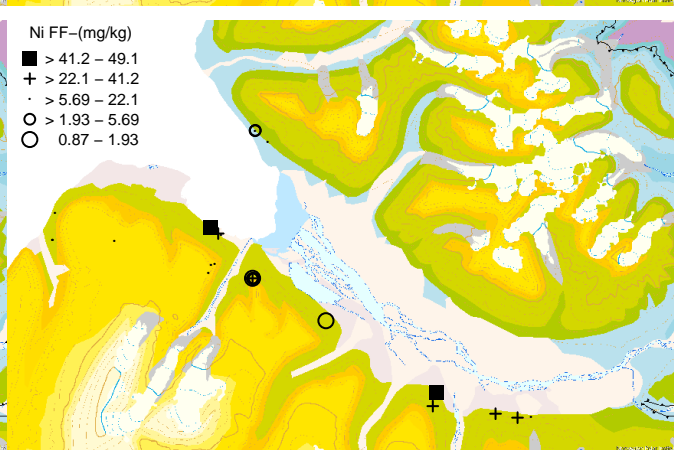 Ni FF−(mg/kg)
> 41.2 − 49.1
> 22.1 − 41.2
> 5.69 − 22.1
> 1.93 − 5.69
0.87 − 1.93